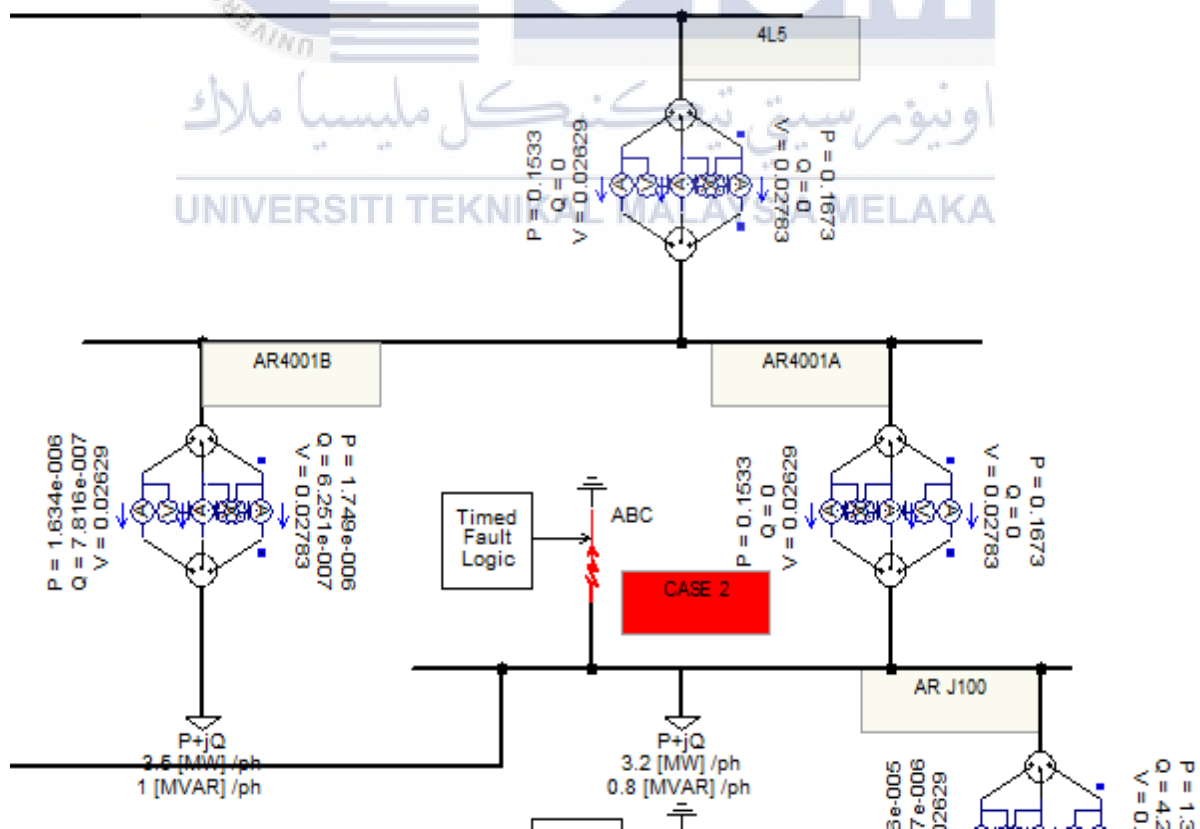 4L5
اونيۏرسيتي تيكنيكل مليسيا ملاك
P = 0.1533
Q = 0
V = 0.02629
P = 0.1673
Q = 0
V = 0.02783
UNIVERSITI TEKNIKAL MALAYSIA MELAKA
AR4001B
AR4001A
P = 1.634e-006
Q = 7.816e-007
V = 0.02629
P = 1.749e-006
Q = 6.251e-007
V = 0.02783
Timed
Fault
Logic
ABC
CASE 2
P = 0.1533
Q = 0
V = 0.02629
P = 0.1673
Q = 0
V = 0.02783
AR J100
P+jQ
3.5 [MW] /ph
1 [MVAR] /ph
P+jQ
3.2 [MW] /ph
0.8 [MVAR] /ph